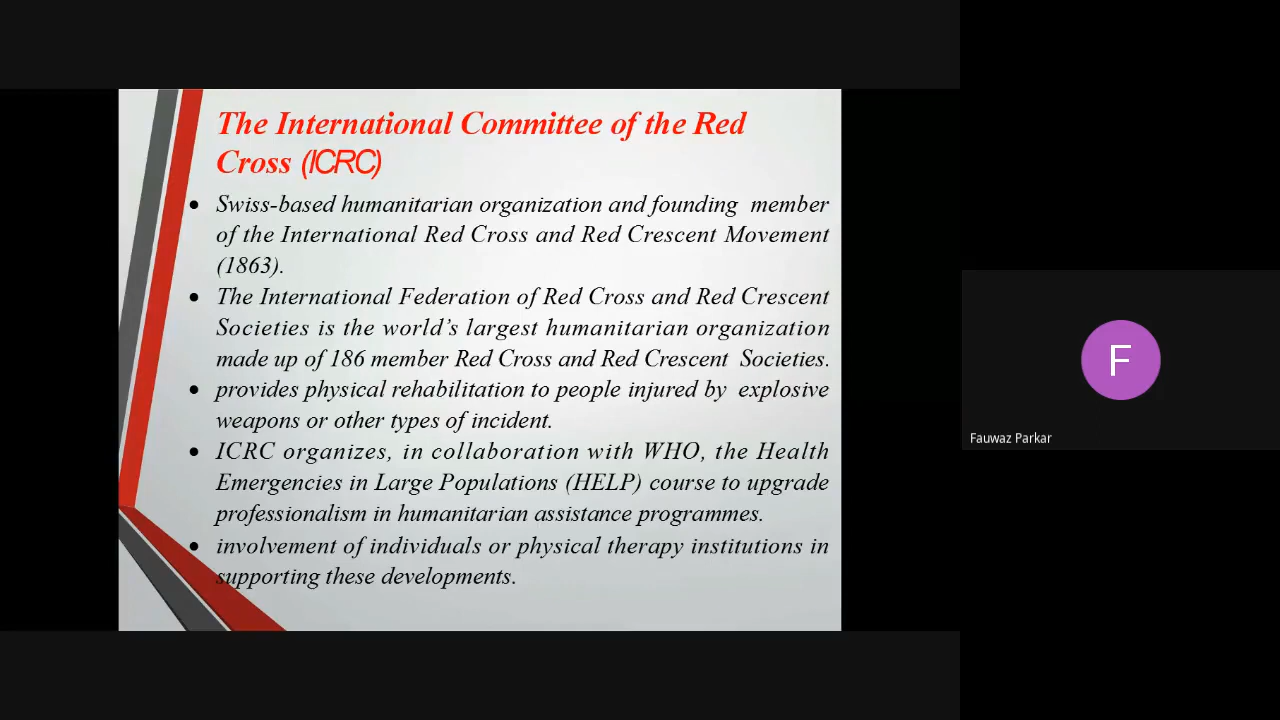 The International Committee of the Red
Cross (ICRC)
• Swiss-based humanitarian organization and founding member
of the International Red Cross and Red Crescent Movement
(1863).
• The International Federation of Red Cross and Red Crescent
Societies is the world’s largest humanitarian organization
made up of 186 member Red Cross and Red Crescent Societies.
• provides physical rehabilitation to people injured by explosive
weapons or other types of incident.
• ICRC organizes, in collaboration with WHO, the Health
Emergencies in Large Populations (HELP) course to upgrade
professionalism in humanitarian assistance programmes.
• involvement of individuals or physical therapy institutions in
supporting these developments.
F
Fauwaz Parkar